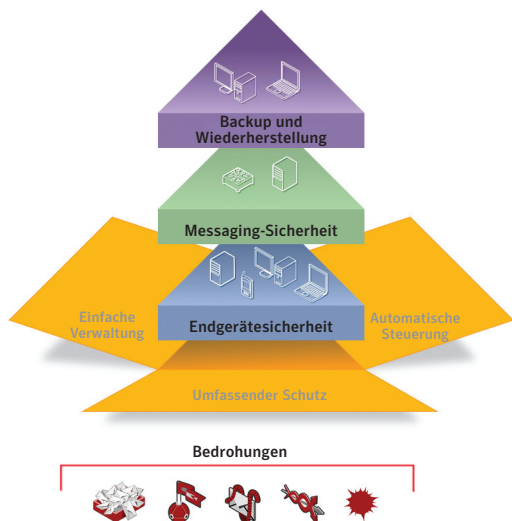 Backup und
Wiederherstellung
Messaging-Sicherheit
Endgerätesicherheit
Einfache
Verwaltung
Automatische
Steuerung
Umfassender Schutz
Bedrohungen